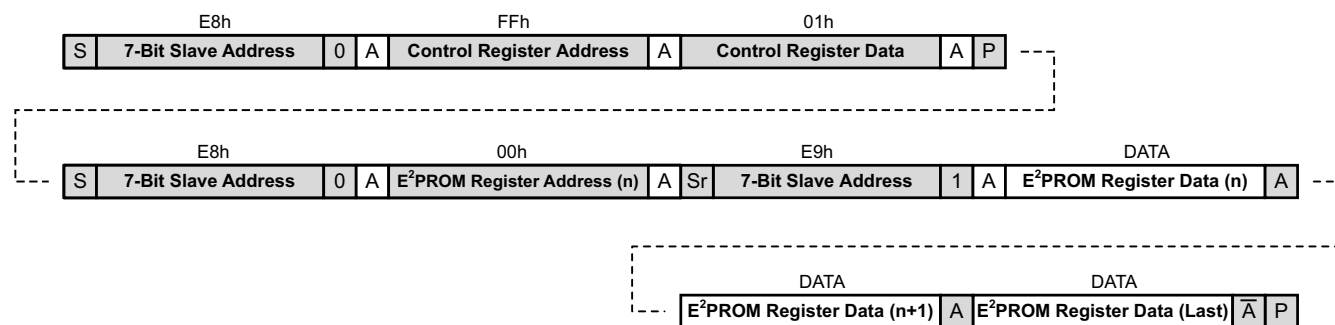 E8h FFh 01h
S 7-Bit Slave Address 0 A Control Register Address A Control Register Data A P
E8h 00h E9h DATA
S 7-Bit Slave Address 0 A E²PROM Register Address (n) A Sr 7-Bit Slave Address 1 A E²PROM Register Data (n) A
DATA DATA
E²PROM Register Data (n+1) A E²PROM Register Data (Last) A̅ P